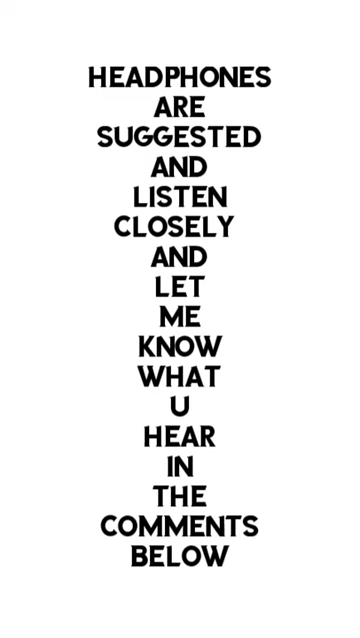 HEADPHONES
ARE
SUGGESTED
AND
LISTEN
CLOSELY
AND
LET
ME
KNOW
WHAT
U
HEAR
IN
THE
COMMENTS
BELOW